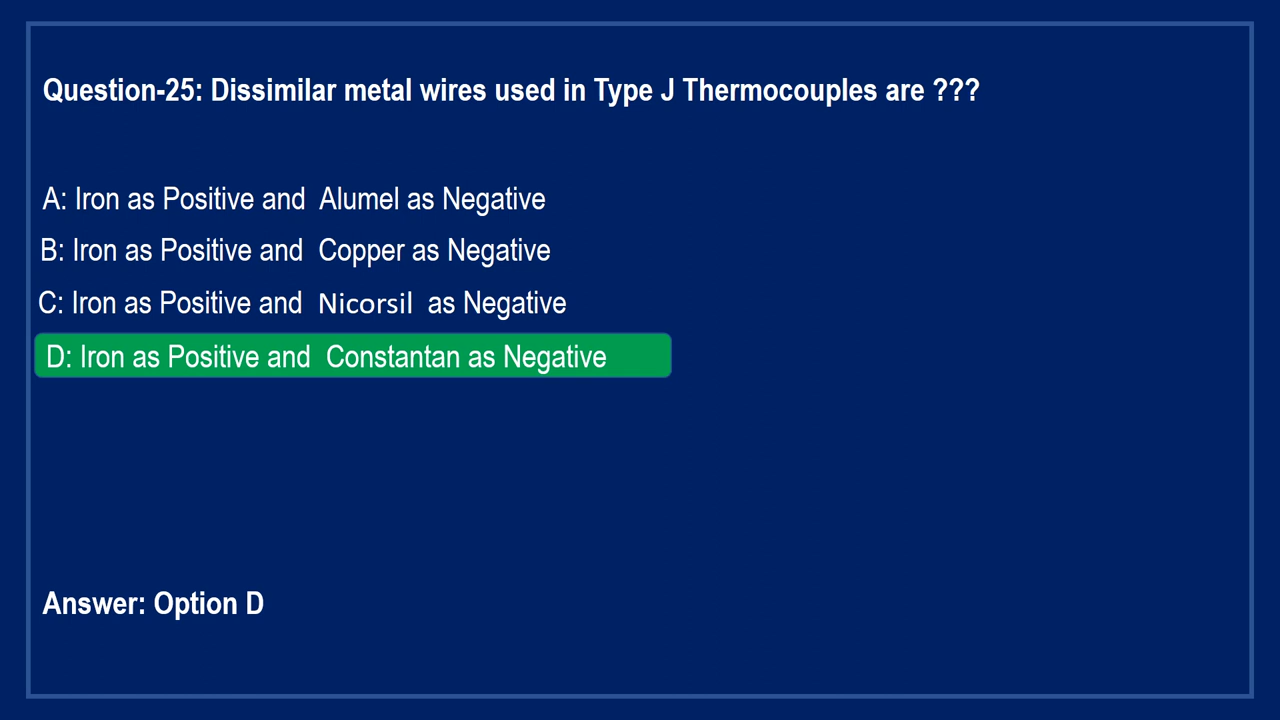 Question-25: Dissimilar metal wires used in Type J Thermocouples are ???
A: Iron as Positive and Alumel as Negative
B: Iron as Positive and Copper as Negative
C: Iron as Positive and Nicorsil as Negative
D: Iron as Positive and Constantan as Negative
Answer: Option D